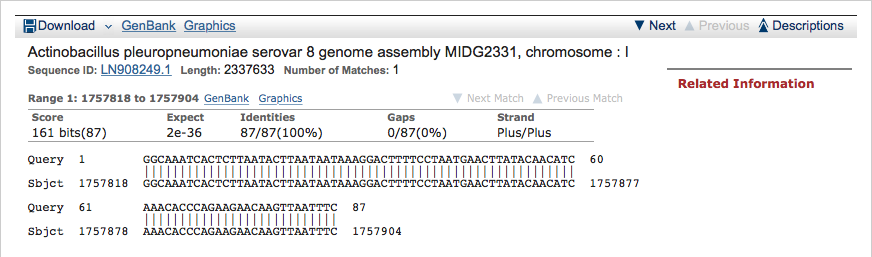 Download GenBank Graphics Next Previous Descriptions
Actinobacillus pleuropneumoniae serovar 8 genome assembly MIDG2331, chromosome : I
Sequence ID: LN908249.1 Length: 2337633 Number of Matches: 1
Related Information
Range 1: 1757818 to 1757904 GenBank Graphics Next Match Previous Match
Score Expect Identities Gaps Strand
161 bits(87) 2e-36 87/87(100%) 0/87(0%) Plus/Plus
Query 1 GGCAAATCACTCTTAATACTTAATAATAAAGGACTTTTCCTAATGAACTTATACAACATC 60
Sbjct 1757818 GGCAAATCACTCTTAATACTTAATAATAAAGGACTTTTCCTAATGAACTTATACAACATC 1757877
Query 61 AAACACCCAGAAGAACAAGTTAATTTC 87
Sbjct 1757878 AAACACCCAGAAGAACAAGTTAATTTC 1757904